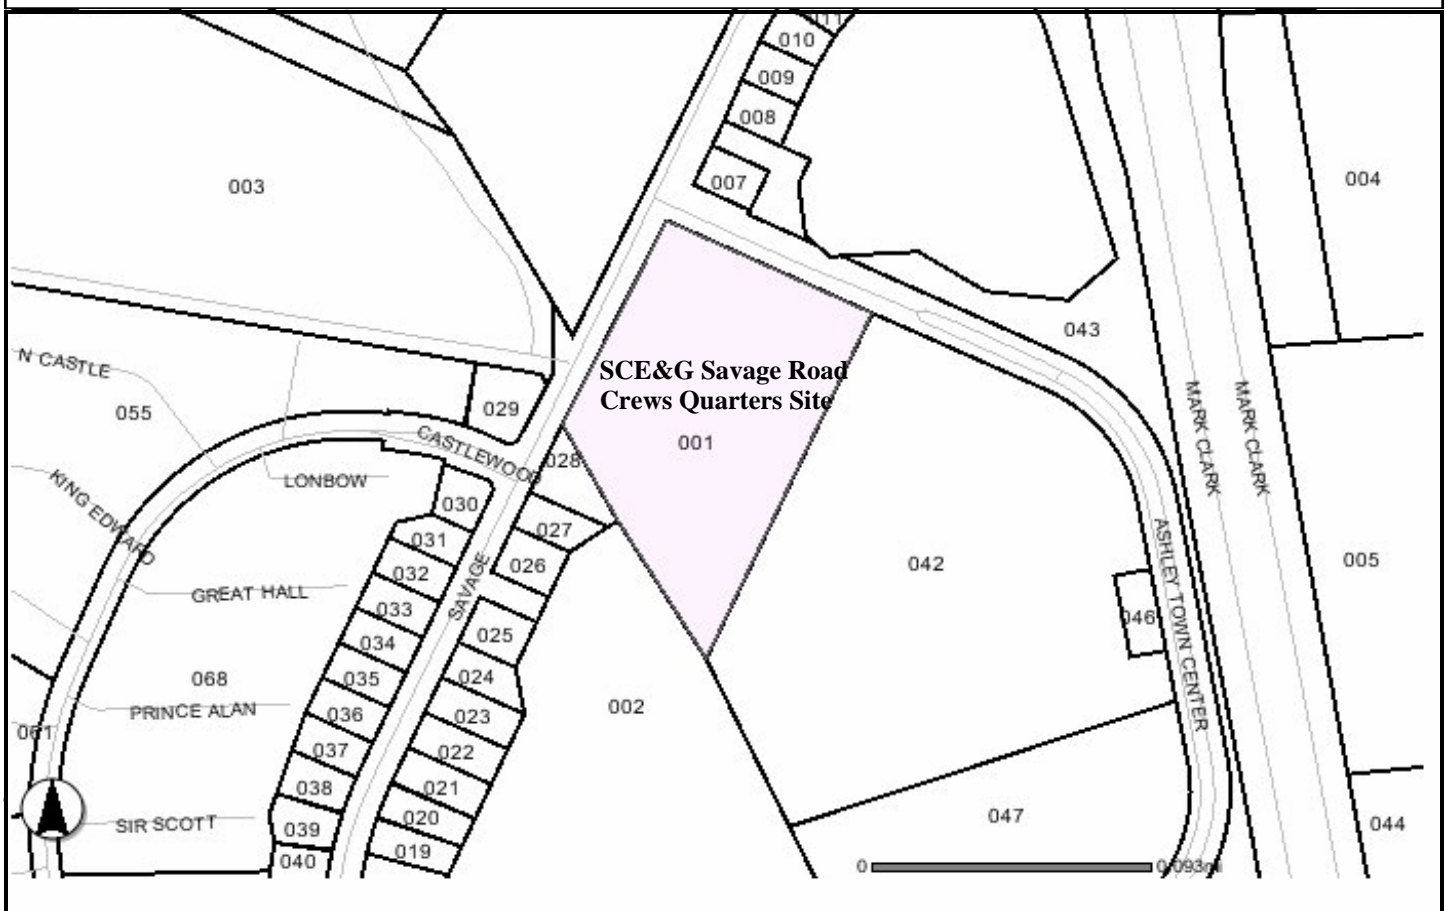 011
010
009
008
007
003
004
043
N CASTLE
055
029
SCE&G Savage Road
Crews Quarters Site
001
MARK CLARK
MARK CLARK
CASTLEWOOD
028
KING EDWARD
LONBOW
030
027
031
026
032
GREAT HALL
033
SAVAGE
034
025
035
024
036
023
037
022
038
021
039
020
040
019
042
005
046
ASHLEY TOWN CENTER
068
PRINCE ALAN
061
002
SIR SCOTT
047
044
0
0.093mi